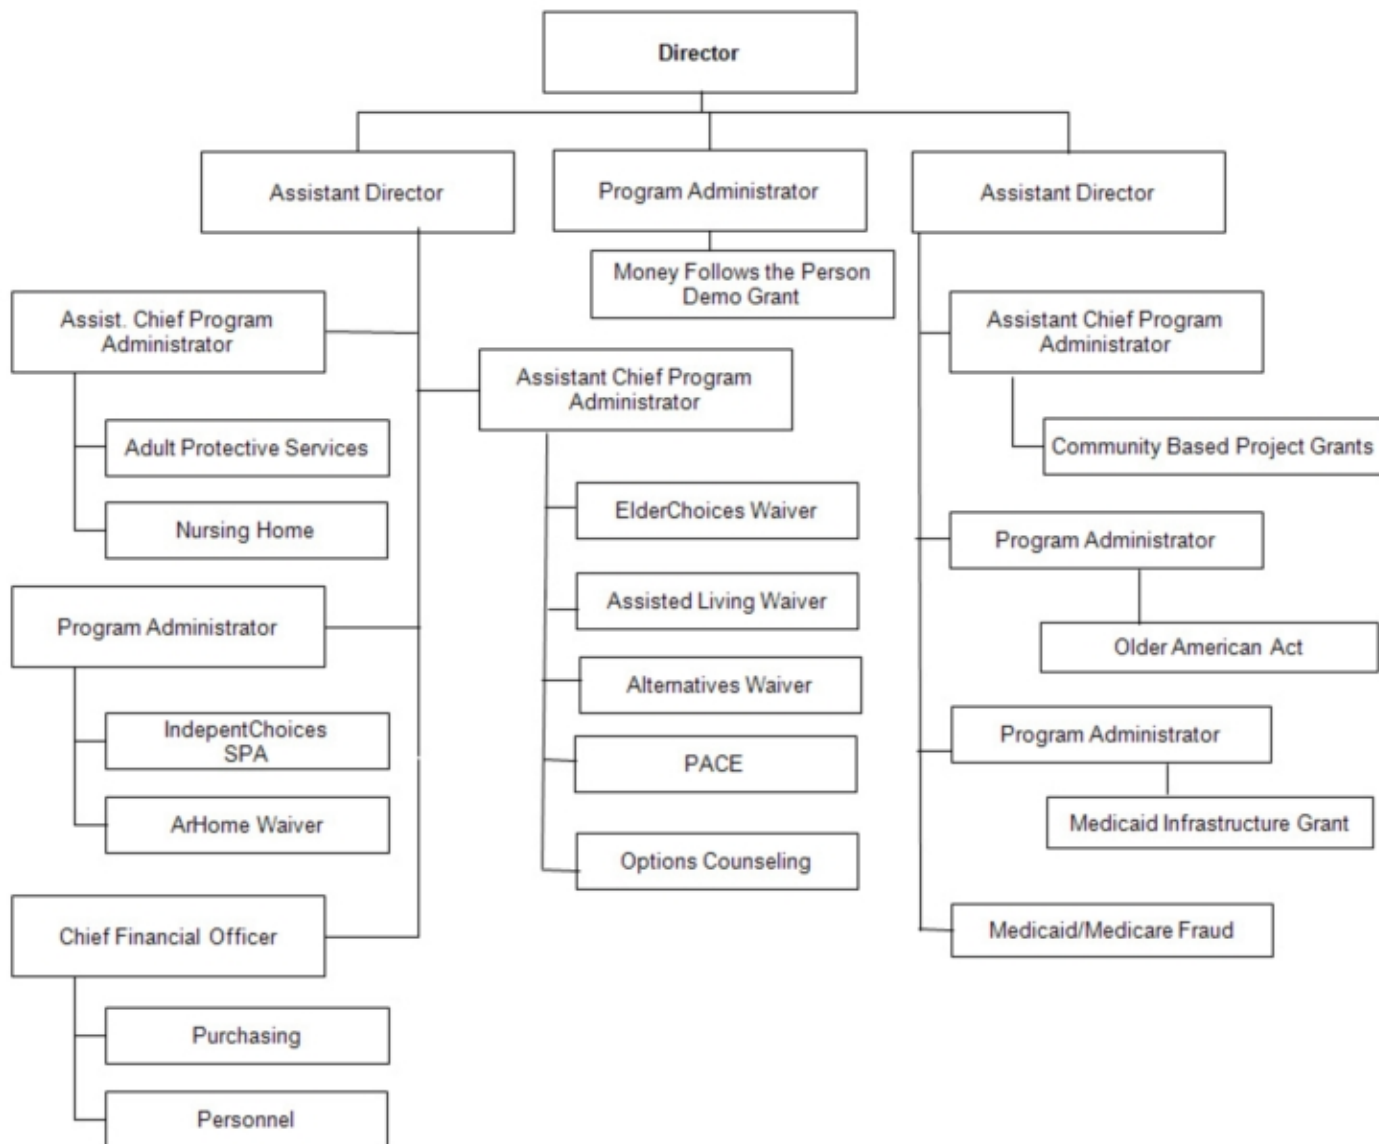 Director
Assistant Director
Program Administrator
Assistant Director
Money Follows the Person
Demo Grant
Assist. Chief Program
Administrator
Adult Protective Services
Nursing Home
Program Administrator
IndepentChoices
SPA
ArHome Waiver
Chief Financial Officer
Purchasing
Personnel
Assistant Chief Program
Administrator
ElderChoices Waiver
Assisted Living Waiver
Alternatives Waiver
PACE
Options Counseling
Assistant Chief Program
Administrator
Community Based Project Grants
Program Administrator
Older American Act
Program Administrator
Medicaid Infrastructure Grant
Medicaid/Medicare Fraud